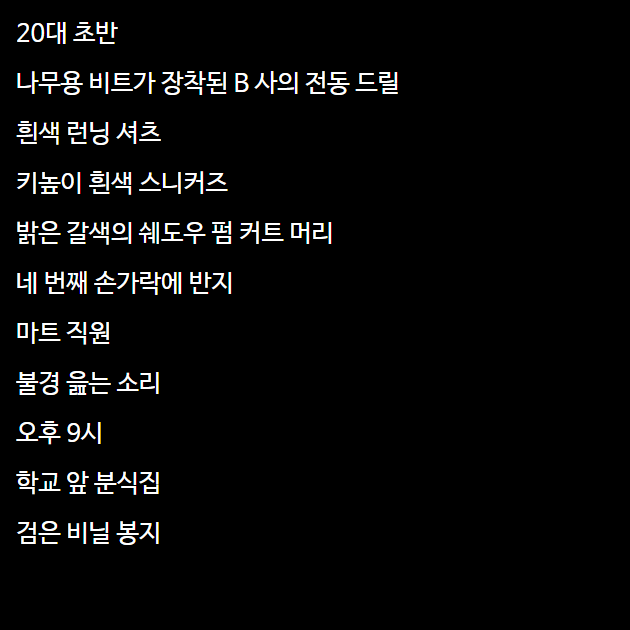 20대 초반
나무용 비트가 장착된 B 사의 전동 드릴
흰색 런닝 셔츠
키높이 흰색 스니커즈
밝은 갈색의 쉐도우 펌 커트 머리
네 번째 손가락에 반지
마트 직원
불경 읊는 소리
오후 9시
학교 앞 분식집
검은 비닐 봉지